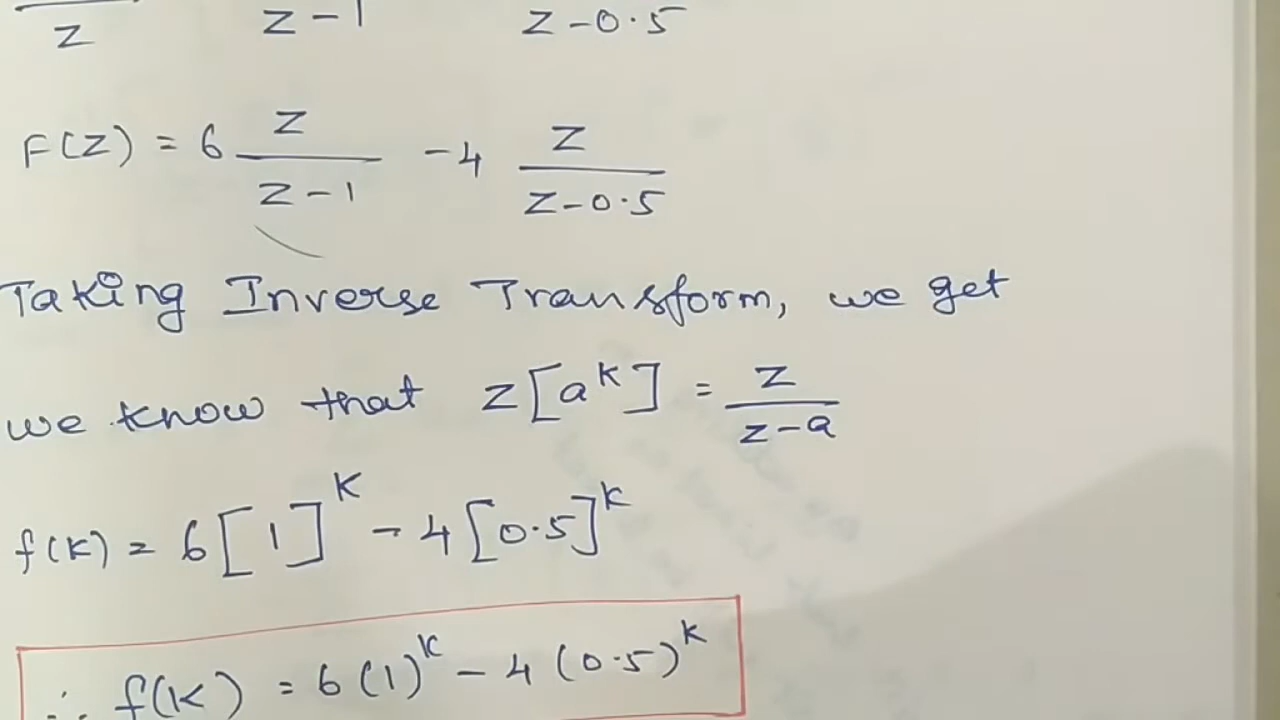 z z-1 z-0.5
F(z) = 6 z/(z-1) -4 z/(z-0.5)
Taking Inverse Transform, we get
we know that z[a^k] = z/(z-a)
f(k) = 6[1]^k - 4[0.5]^k
∴ f(k) = 6(1)^k - 4(0.5)^k